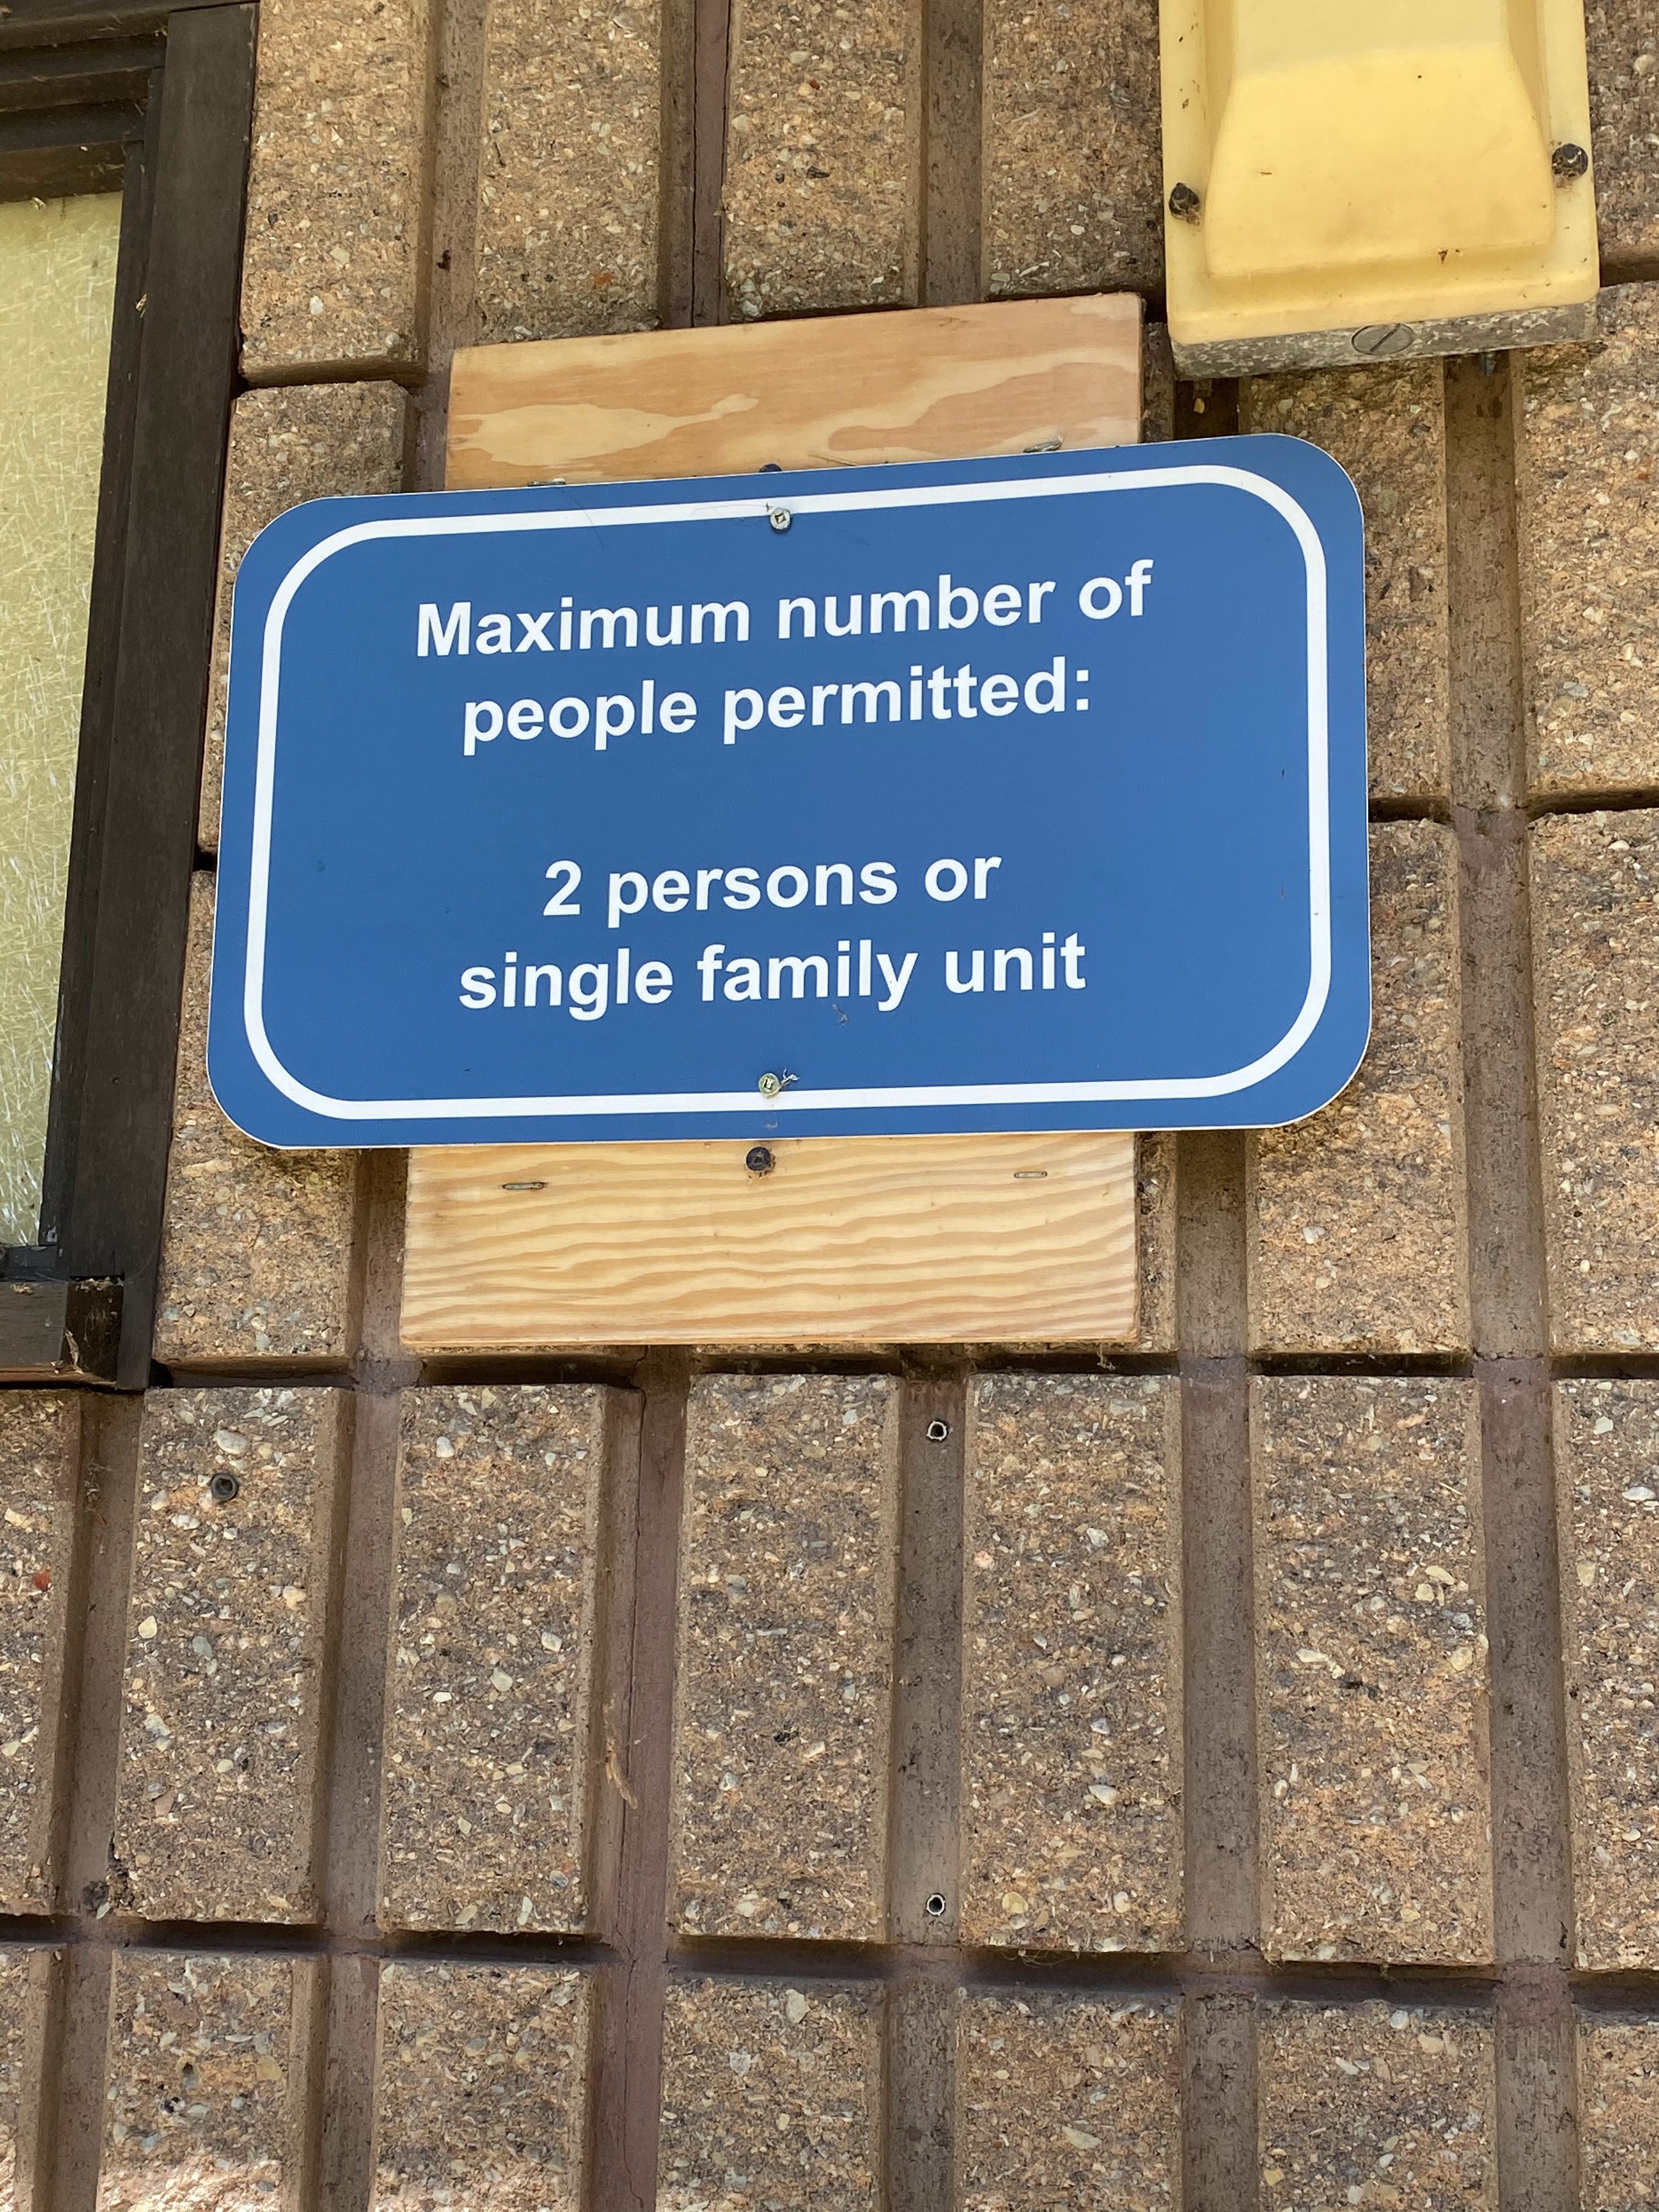 Maximum number of
people permitted:
2 persons or
single family unit